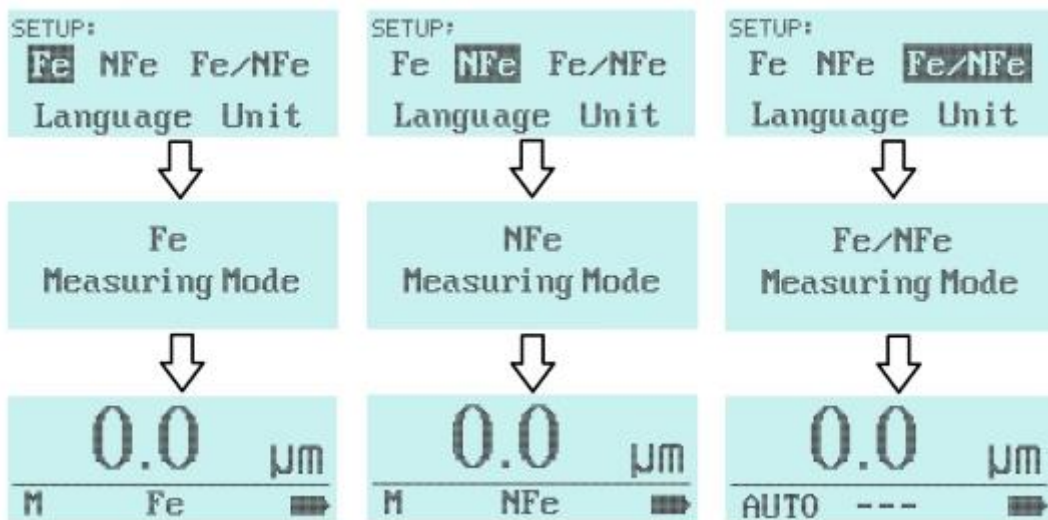 SETUP:
Fe NFe Fe/NFe
Language Unit
Fe
Measuring Mode
0.0 μm
M Fe
SETUP:
Fe NFe Fe/NFe
Language Unit
NFe
Measuring Mode
0.0 μm
M NFe
SETUP:
Fe NFe Fe/NFe
Language Unit
Fe/NFe
Measuring Mode
0.0 μm
AUTO ---